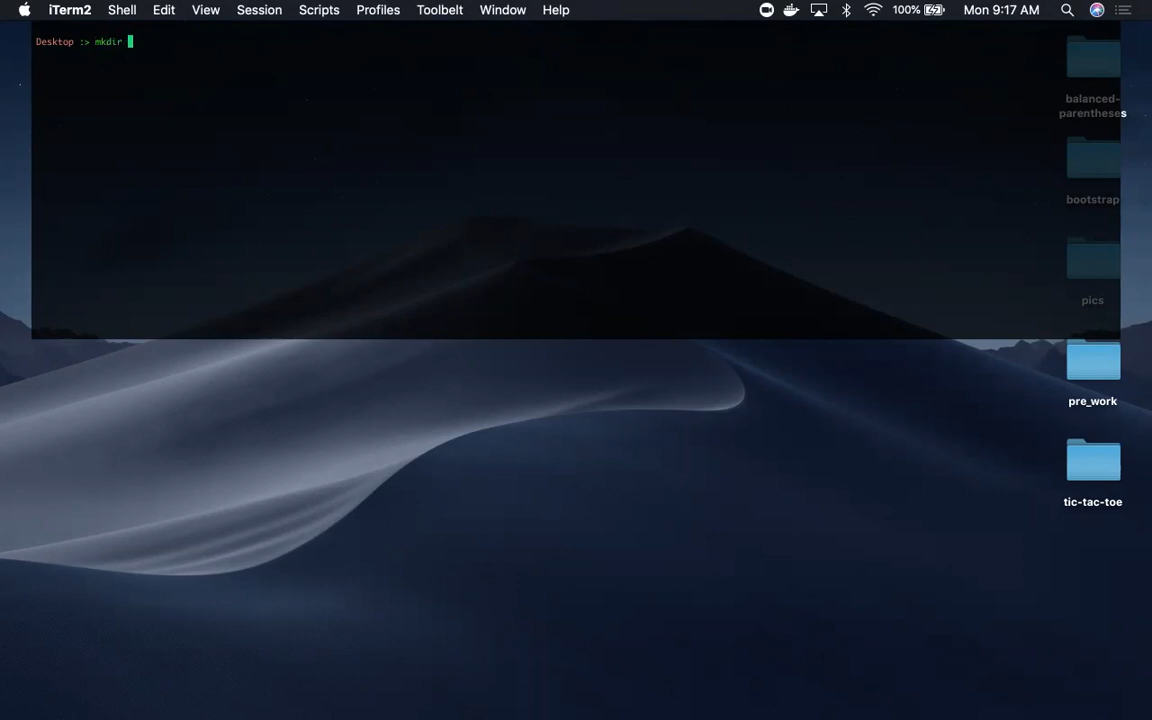 iTerm2 Shell Edit View Session Scripts Profiles Toolbelt Window Help 100% Mon 9:17 AM
Desktop :> mkdir
balanced-
parentheses
bootstrap
pics
pre_work
tic-tac-toe